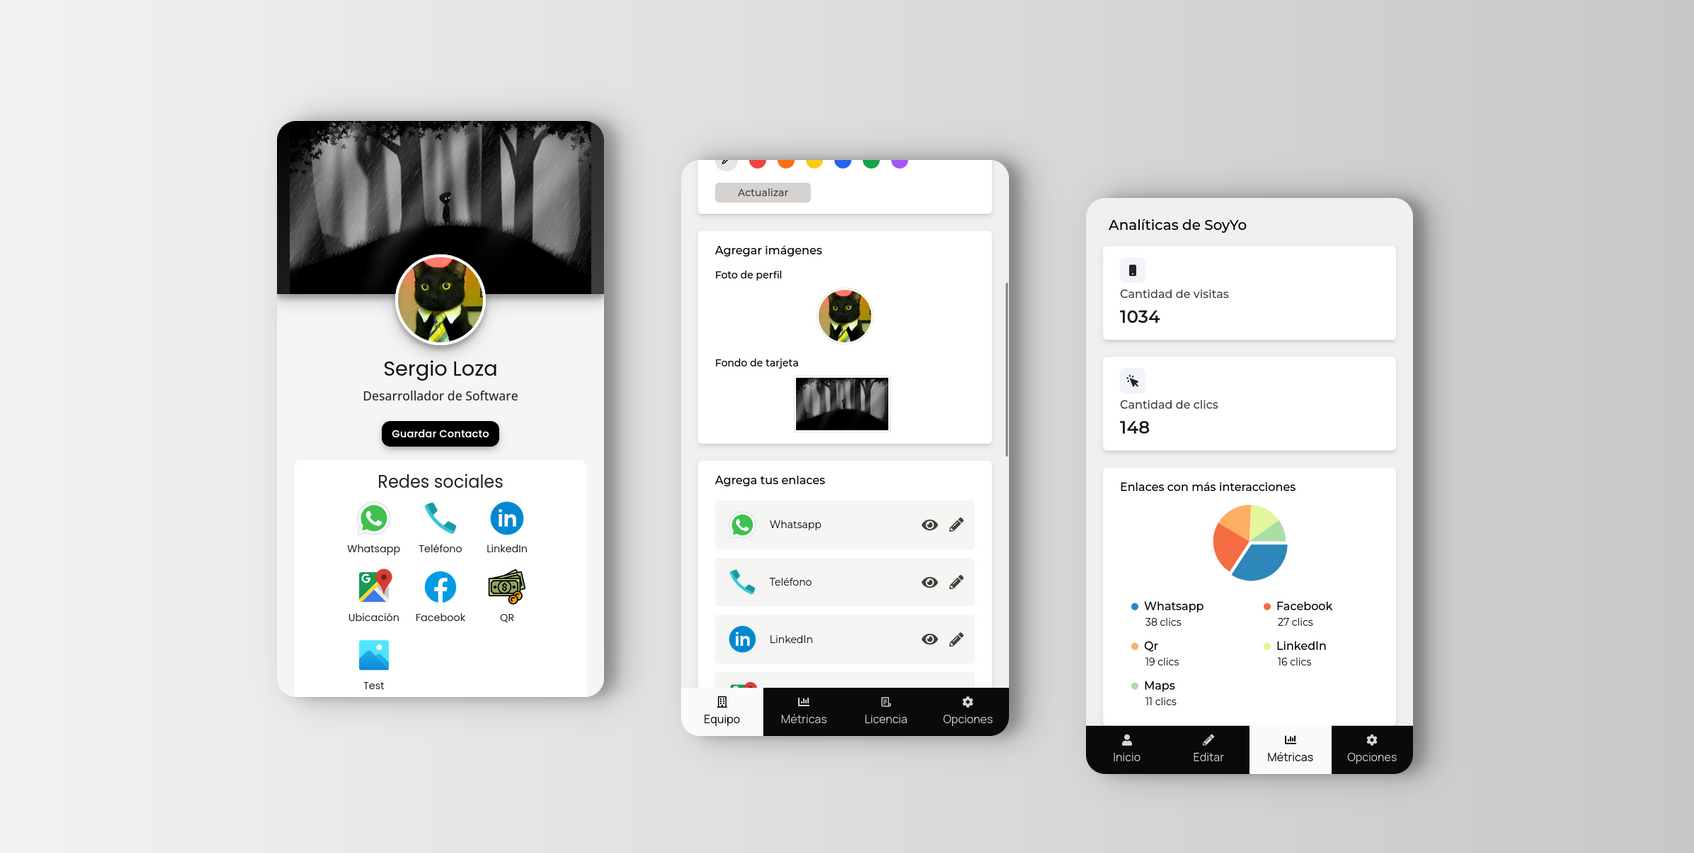 Sergio Loza
Desarrollador de Software
Guardar Contacto
Redes sociales
Whatsapp Teléfono LinkedIn
Ubicación Facebook QR
Test
Actualizar
Agregar imágenes
Foto de perfil
Fondo de tarjeta
Agrega tus enlaces
Whatsapp
Teléfono
LinkedIn
Equipo Métricas Licencia Opciones
Analíticas de SoyYo
Cantidad de visitas
1034
Cantidad de clics
148
Enlaces con más interacciones
Whatsapp Facebook
38 clics 27 clics
Qr LinkedIn
19 clics 16 clics
Maps
11 clics
Inicio Editar Métricas Opciones